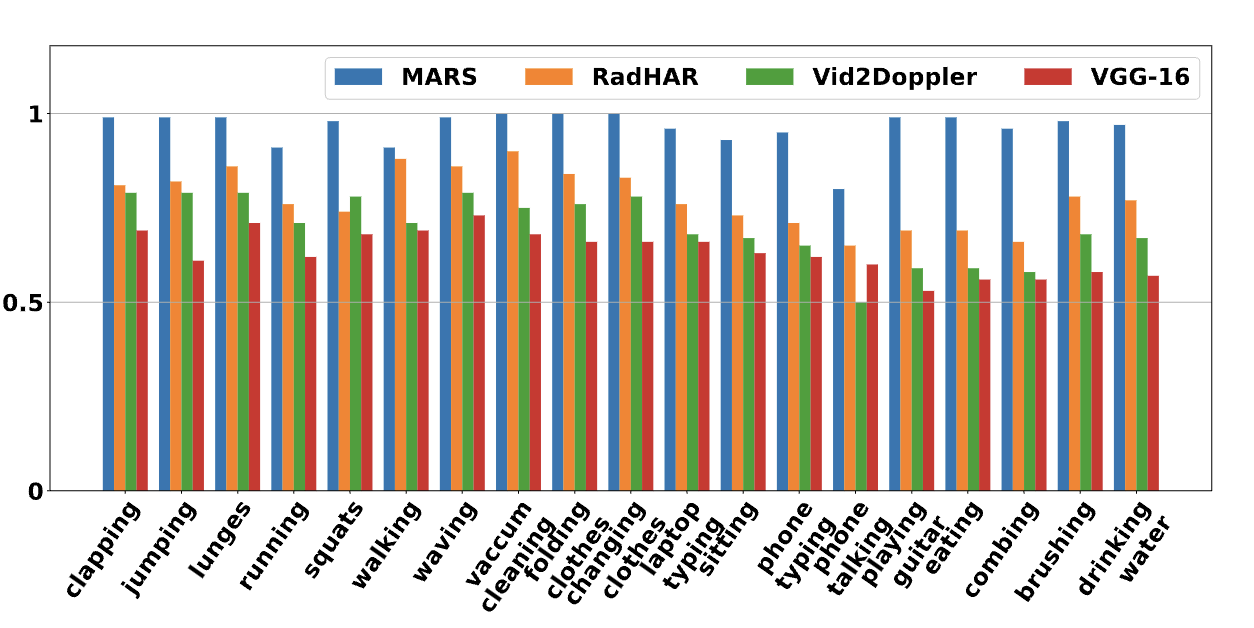 MARS RadHAR Vid2Doppler VGG-16
1
0.5
0
clapping
jumping
lunges
running
squats
walking
waving
vaccum
cleaning
folding
clothes
changing
clothes
laptop
typing
sitting
phone
typing
phone
talking
playing
guitar
eating
combing
brushing
drinking
water